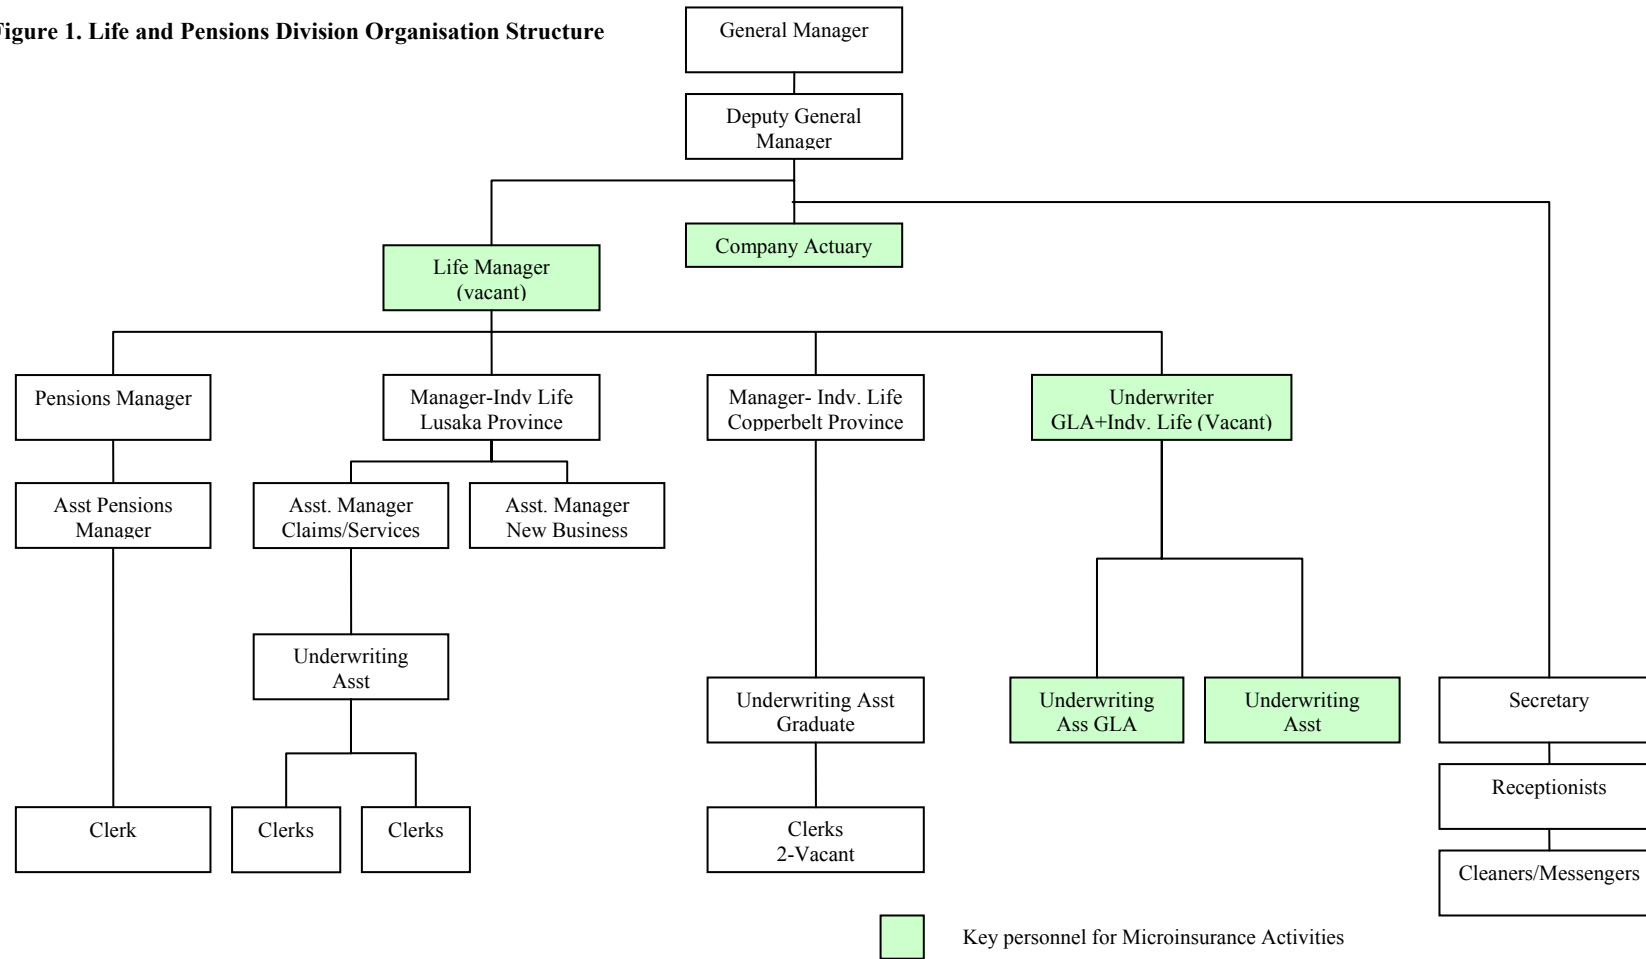 Figure 1. Life and Pensions Division Organisation Structure
General Manager
Deputy General
Manager
Company Actuary
Life Manager
(vacant)
Pensions Manager
Manager-Indv Life
Lusaka Province
Manager- Indv. Life
Copperbelt Province
Underwriter
GLA+Indv. Life (Vacant)
Asst Pensions
Manager
Asst. Manager
Claims/Services
Asst. Manager
New Business
Underwriting
Asst
Underwriting Asst
Graduate
Underwriting
Ass GLA
Underwriting
Asst
Secretary
Receptionists
Clerk
Clerks
Clerks
Clerks
2-Vacant
Cleaners/Messengers
Key personnel for Microinsurance Activities